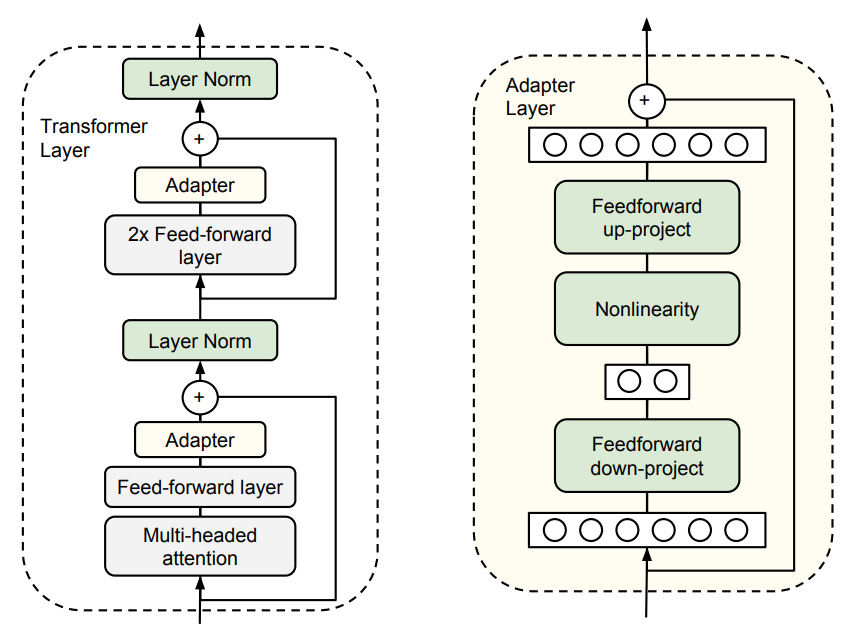 Layer Norm
Transformer
Layer
+
Adapter
2x Feed-forward
layer
Layer Norm
+
Adapter
Feed-forward layer
Multi-headed
attention
Adapter
Layer
+
Feedforward
up-project
Nonlinearity
Feedforward
down-project